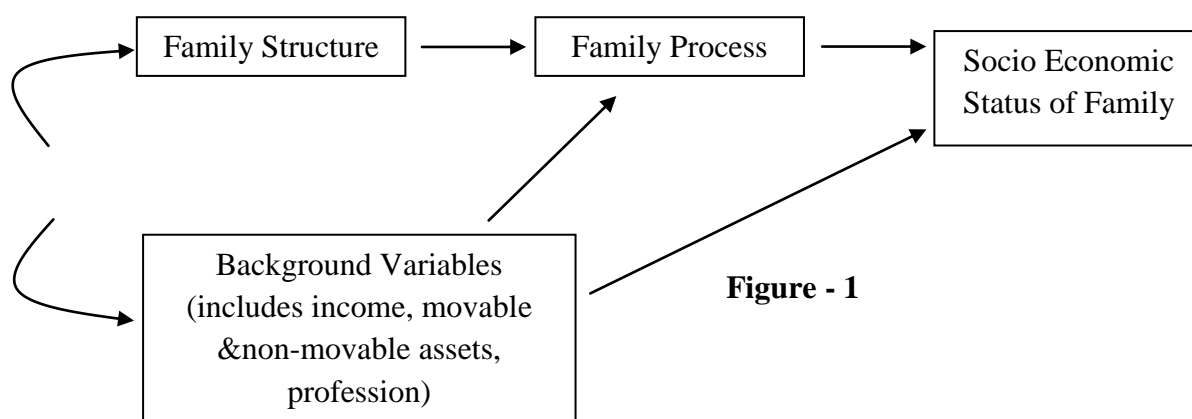 Family Structure
Family Process
Socio Economic
Status of Family
Background Variables
(includes income, movable
&non-movable assets,
profession)
Figure - 1